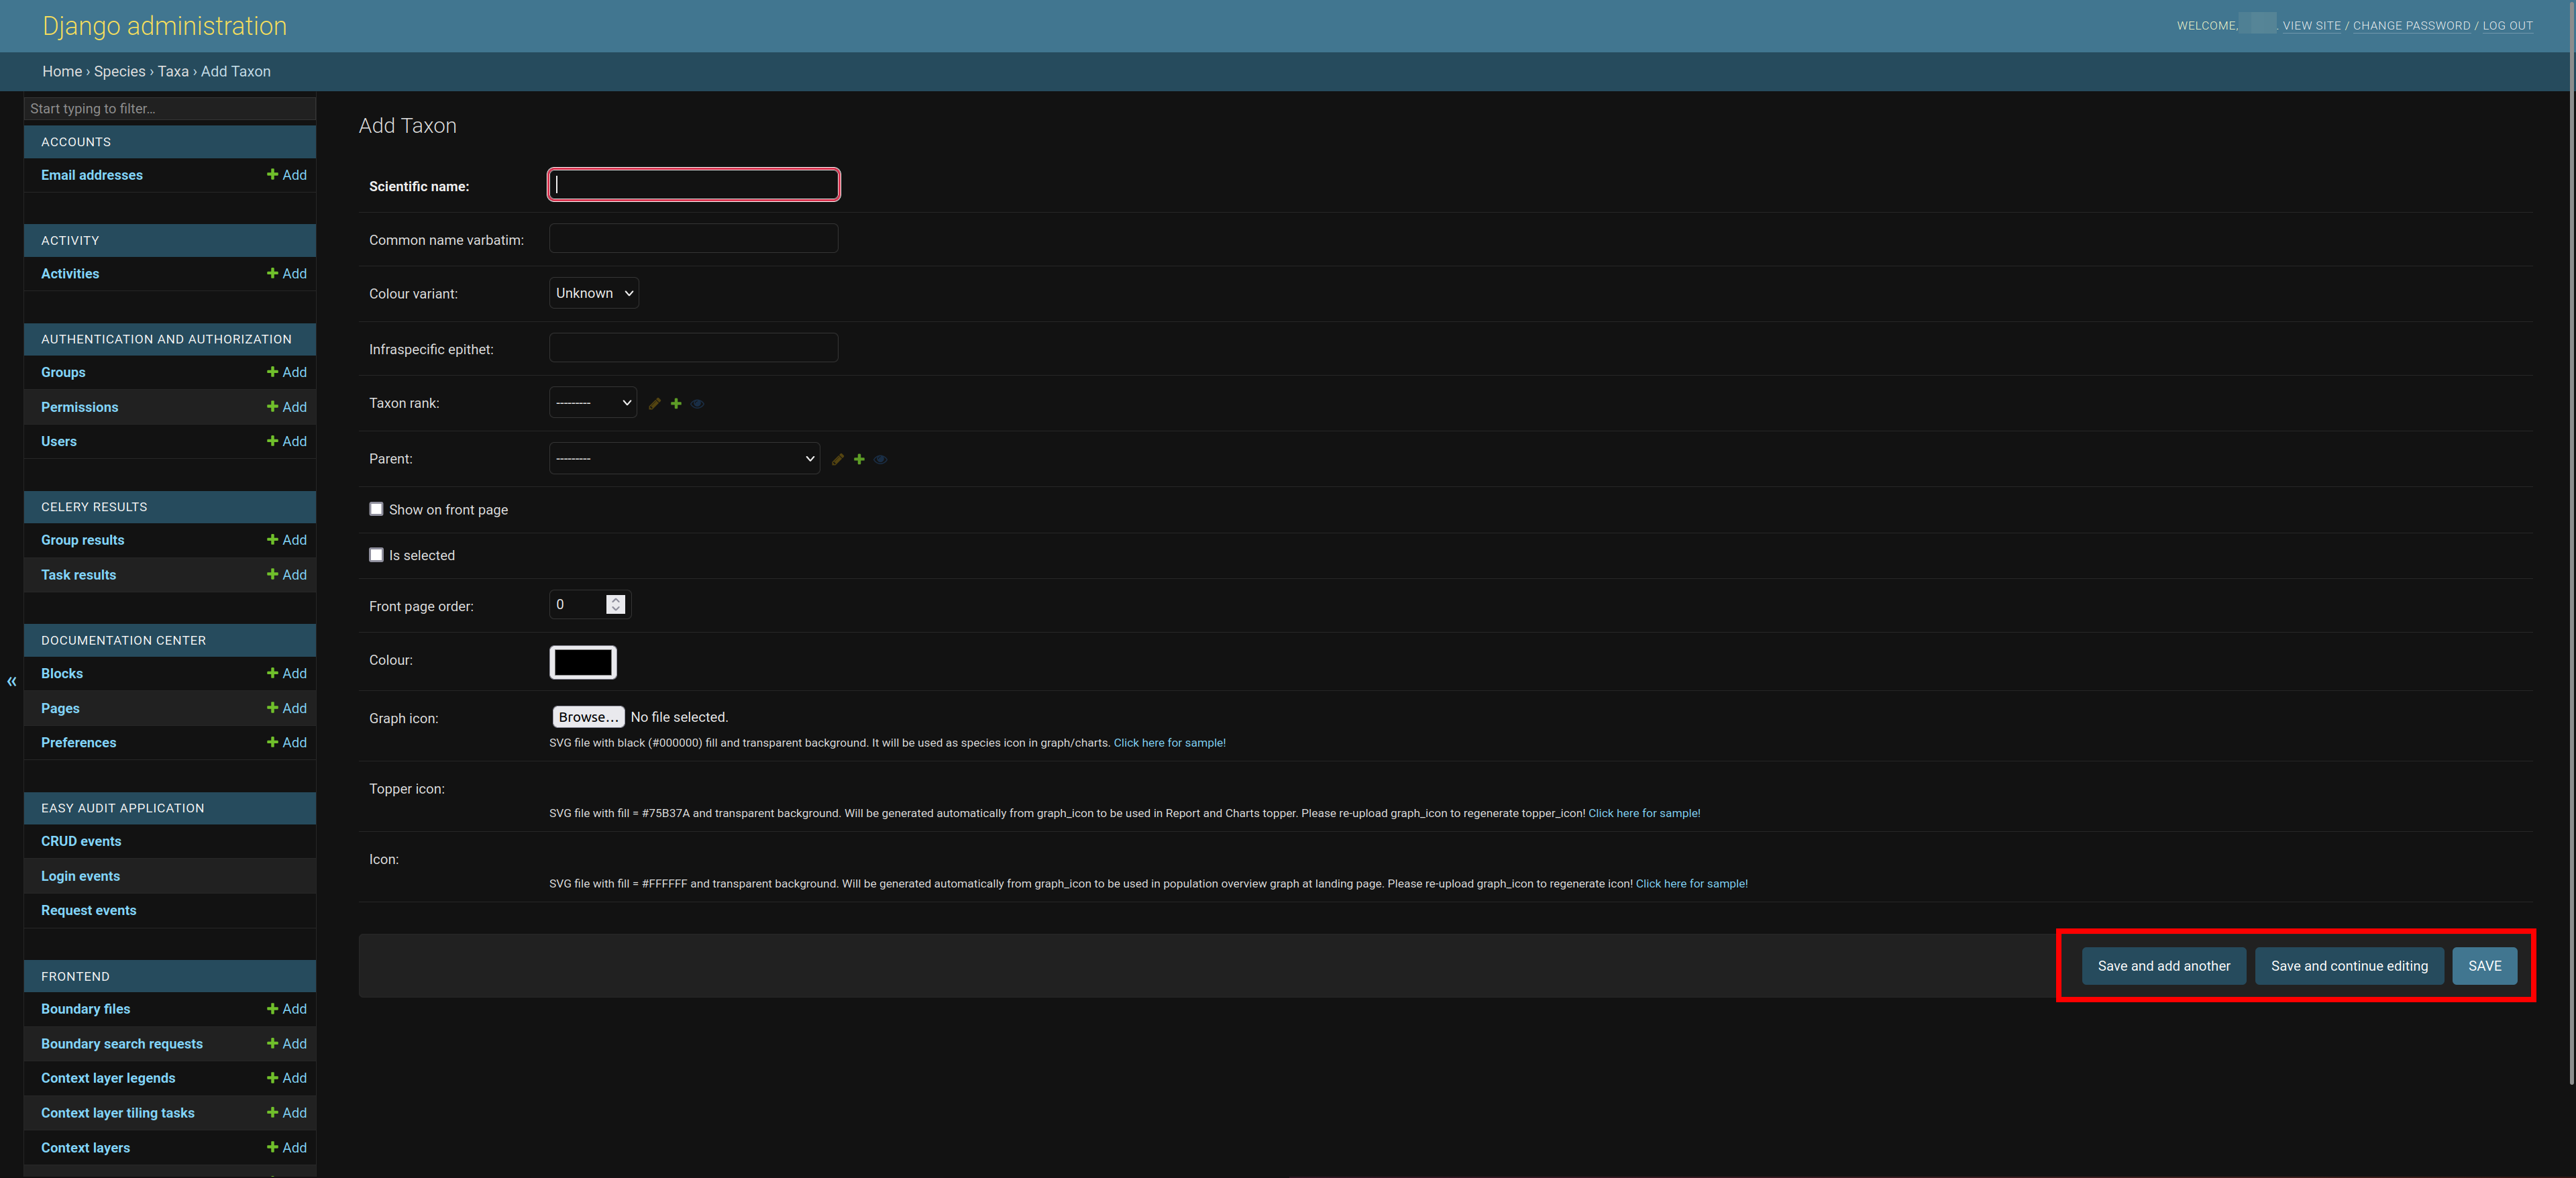 Django administration
WELCOME, . VIEW SITE / CHANGE PASSWORD / LOG OUT
Home › Species › Taxa › Add Taxon
Start typing to filter...
ACCOUNTS
Email addresses Add
ACTIVITY
Activities Add
AUTHENTICATION AND AUTHORIZATION
Groups Add
Permissions Add
Users Add
CELERY RESULTS
Group results Add
Task results Add
DOCUMENTATION CENTER
Blocks Add
Pages Add
Preferences Add
EASY AUDIT APPLICATION
CRUD events
Login events
Request events
FRONTEND
Boundary files Add
Boundary search requests Add
Context layer legends Add
Context layer tiling tasks Add
Context layers Add
«
Add Taxon
Scientific name:
Common name varbatim:
Colour variant: Unknown
Infraspecific epithet:
Taxon rank: ---------
Parent: ---------
Show on front page
Is selected
Front page order: 0
Colour:
Graph icon: Browse... No file selected.
SVG file with black (#000000) fill and transparent background. It will be used as species icon in graph/charts. Click here for sample!
Topper icon:
SVG file with fill = #75B37A and transparent background. Will be generated automatically from graph_icon to be used in Report and Charts topper. Please re-upload graph_icon to regenerate topper_icon! Click here for sample!
Icon:
SVG file with fill = #FFFFFF and transparent background. Will be generated automatically from graph_icon to be used in population overview graph at landing page. Please re-upload graph_icon to regenerate icon! Click here for sample!
Save and add another Save and continue editing SAVE